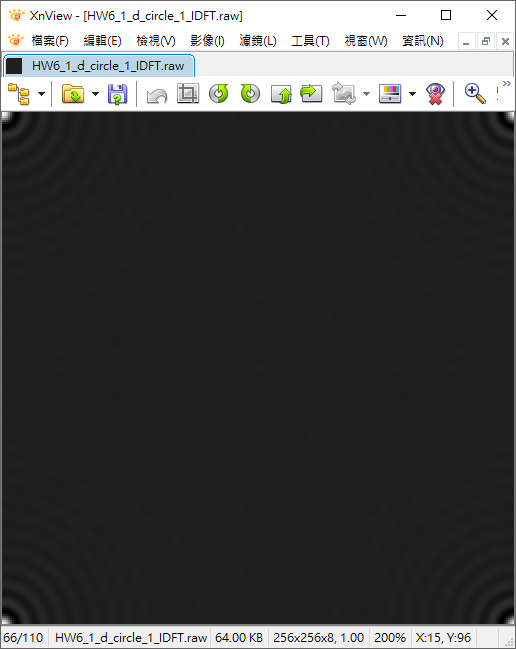 XnView - [HW6_1_d_circle_1_IDFT.raw]
檔案(F) 編輯(E) 檢視(V) 影像(I) 濾鏡(L) 工具(T) 視窗(W) 資訊(N)
HW6_1_d_circle_1_IDFT.raw
66/110 HW6_1_d_circle_1_IDFT.raw 64.00 KB 256x256x8, 1.00 200% X:15, Y:96